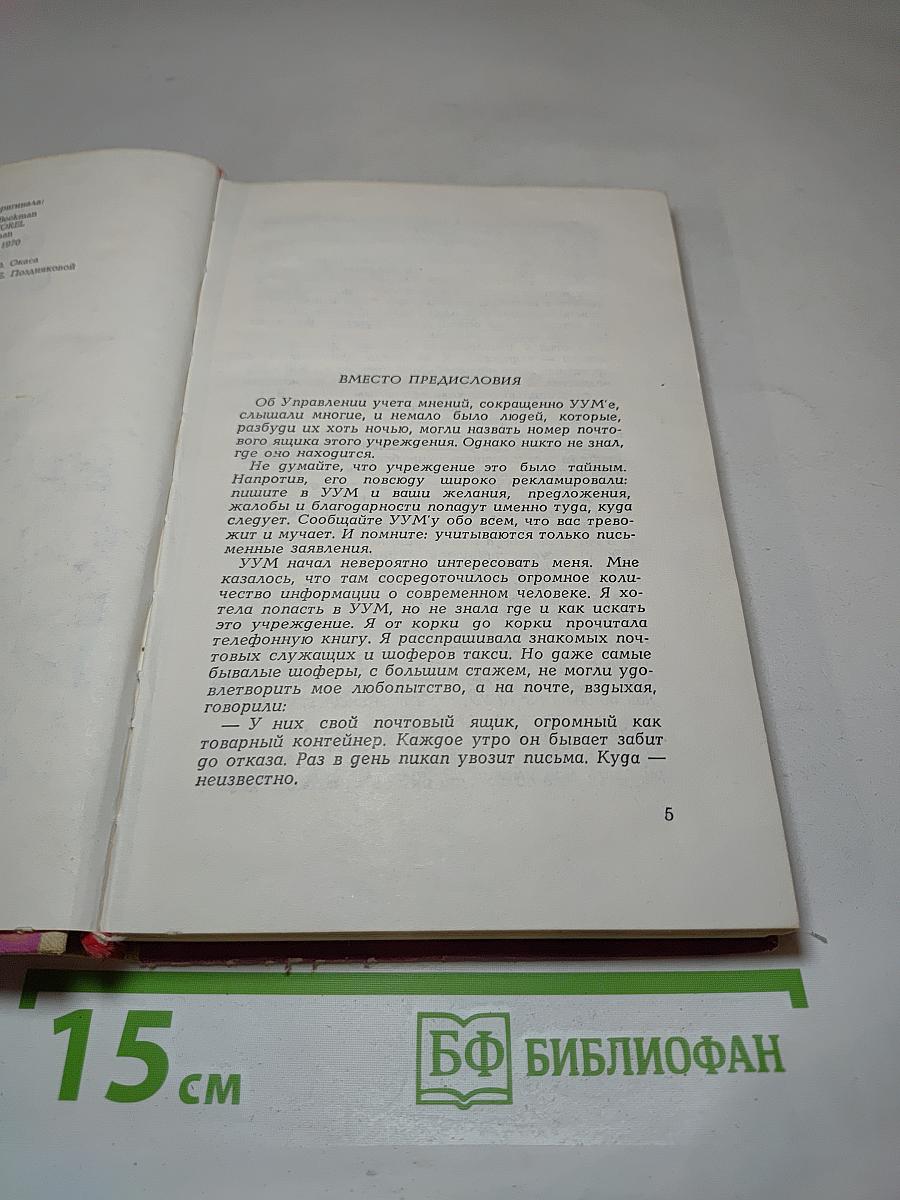 оригинала:
Beekman
TOREL
1970
Окаса
Е. Поздняковой
ВМЕСТО ПРЕДИСЛОВИЯ
Об Управлении учета мнений, сокращенно УУМ'е,
слышали многие, и немало было людей, которые,
разбуди их хоть ночью, могли назвать номер почто-
вого ящика этого учреждения. Однако никто не знал,
где оно находится.
Не думайте, что учреждение это было тайным.
Напротив, его повсюду широко рекламировали:
пишите в УУМ и ваши желания, предложения,
жалобы и благодарности попадут именно туда, куда
следует. Сообщайте УУМ'у обо всем, что вас трево-
жит и мучает. И помните: учитываются только пись-
менные заявления.
УУМ начал невероятно интересовать меня. Мне
казалось, что там сосредоточилось огромное коли-
чество информации о современном человеке. Я хо-
тела попасть в УУМ, но не знала где и как искать
это учреждение. Я от корки до корки прочитала
телефонную книгу. Я расспрашивала знакомых поч-
товых служащих и шоферов такси. Но даже самые
бывалые шоферы, с большим стажем, не могли удо-
влетворить мое любопытство, а на почте, вздыхая,
говорили:
— У них свой почтовый ящик, огромный как
товарный контейнер. Каждое утро он бывает забит
до отказа. Раз в день пикап увозит письма. Куда —
неизвестно.
5
15 см
БФ БИБЛИОФАН